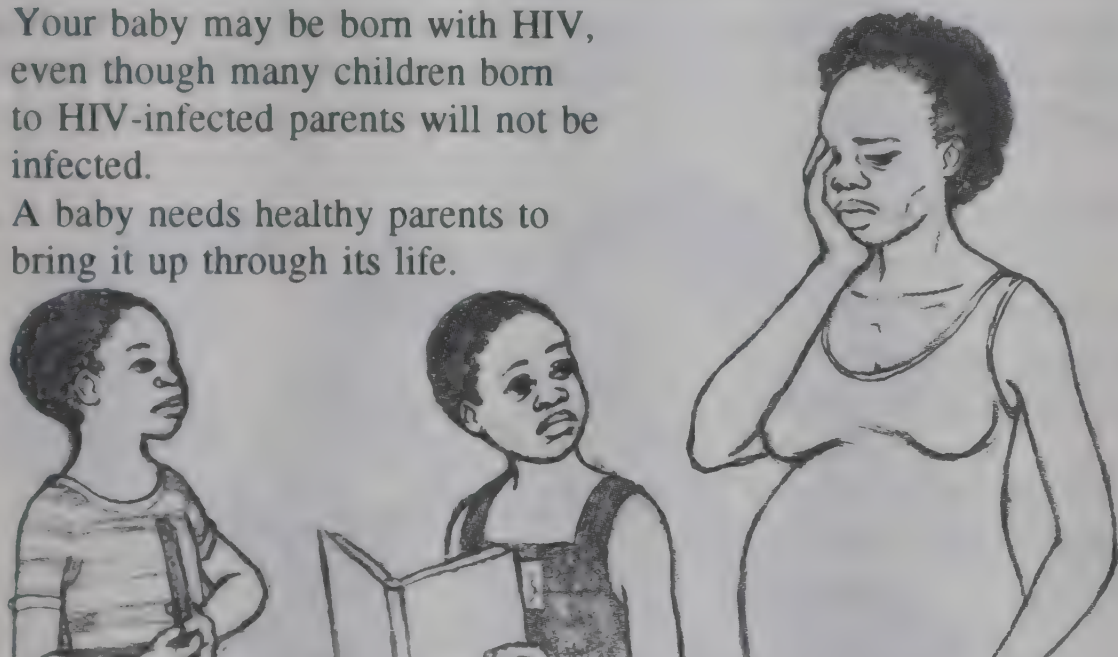 Your baby may be born with HIV,
even though many children born
to HIV-infected parents will not be
infected.
A baby needs healthy parents to
bring it up through its life.